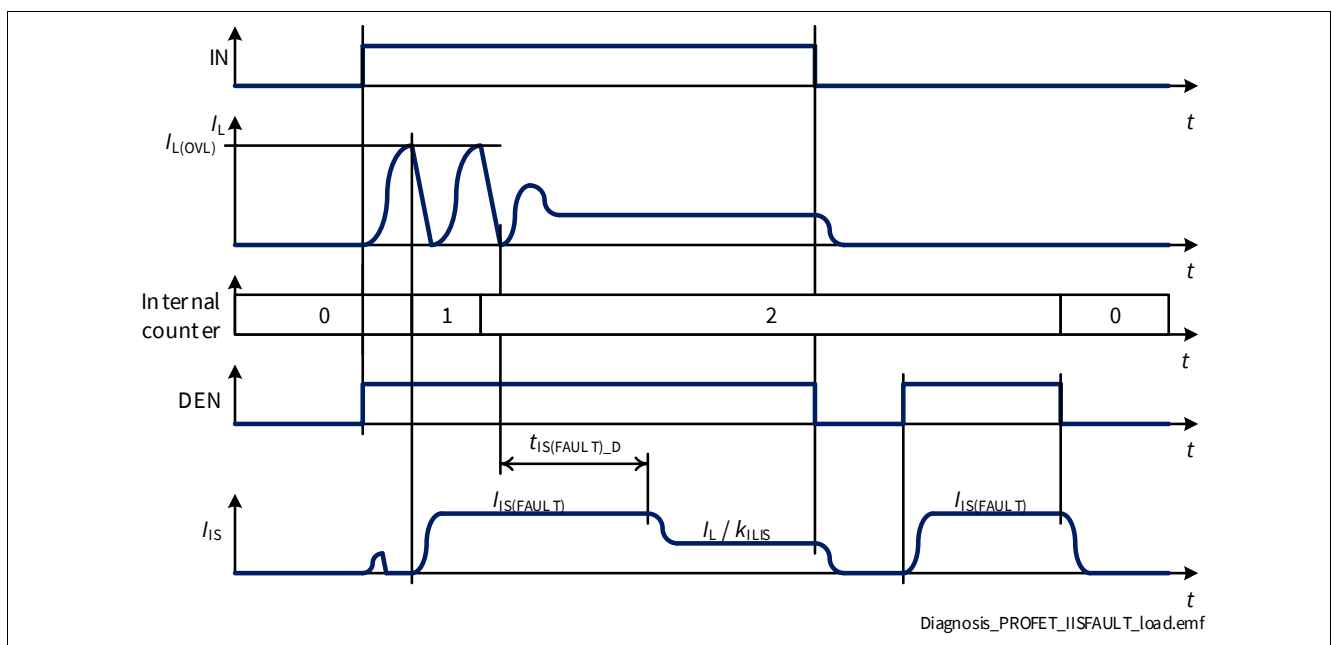 IN
t
I_L
I_L(OVL)
t
Internal
counter
0 1 2 0
t
DEN
t
t_IS(FAULT)_D
I_IS(FAULT) I_IS(FAULT)
I_IS
I_L / k_ILIS
t
Diagnosis_PROFET_IISFAULT_load.emf